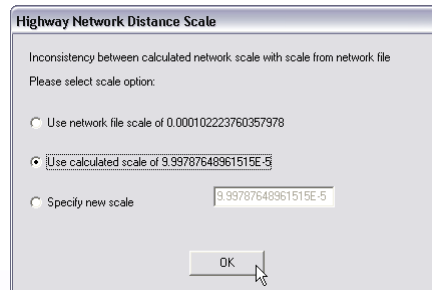 Highway Network Distance Scale
Inconsistency between calculated network scale with scale from network file
Please select scale option:
Use network file scale of 0.000102223760357978
Use calculated scale of 9.99787648961515E-5
Specify new scale 9.99787648961515E-5
OK